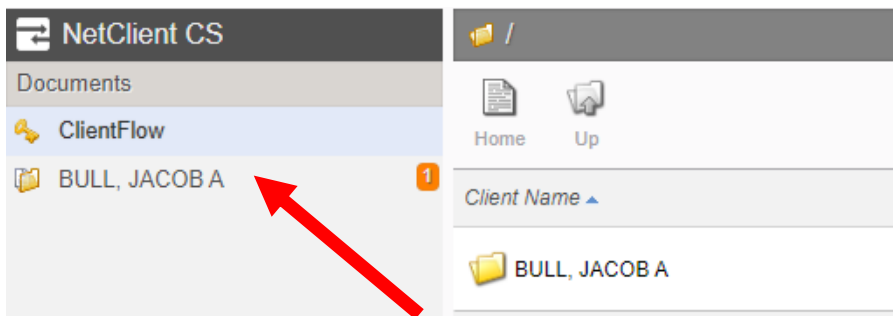 NetClient CS
Documents
ClientFlow
BULL, JACOB A
1
/
Home
Up
Client Name
BULL, JACOB A